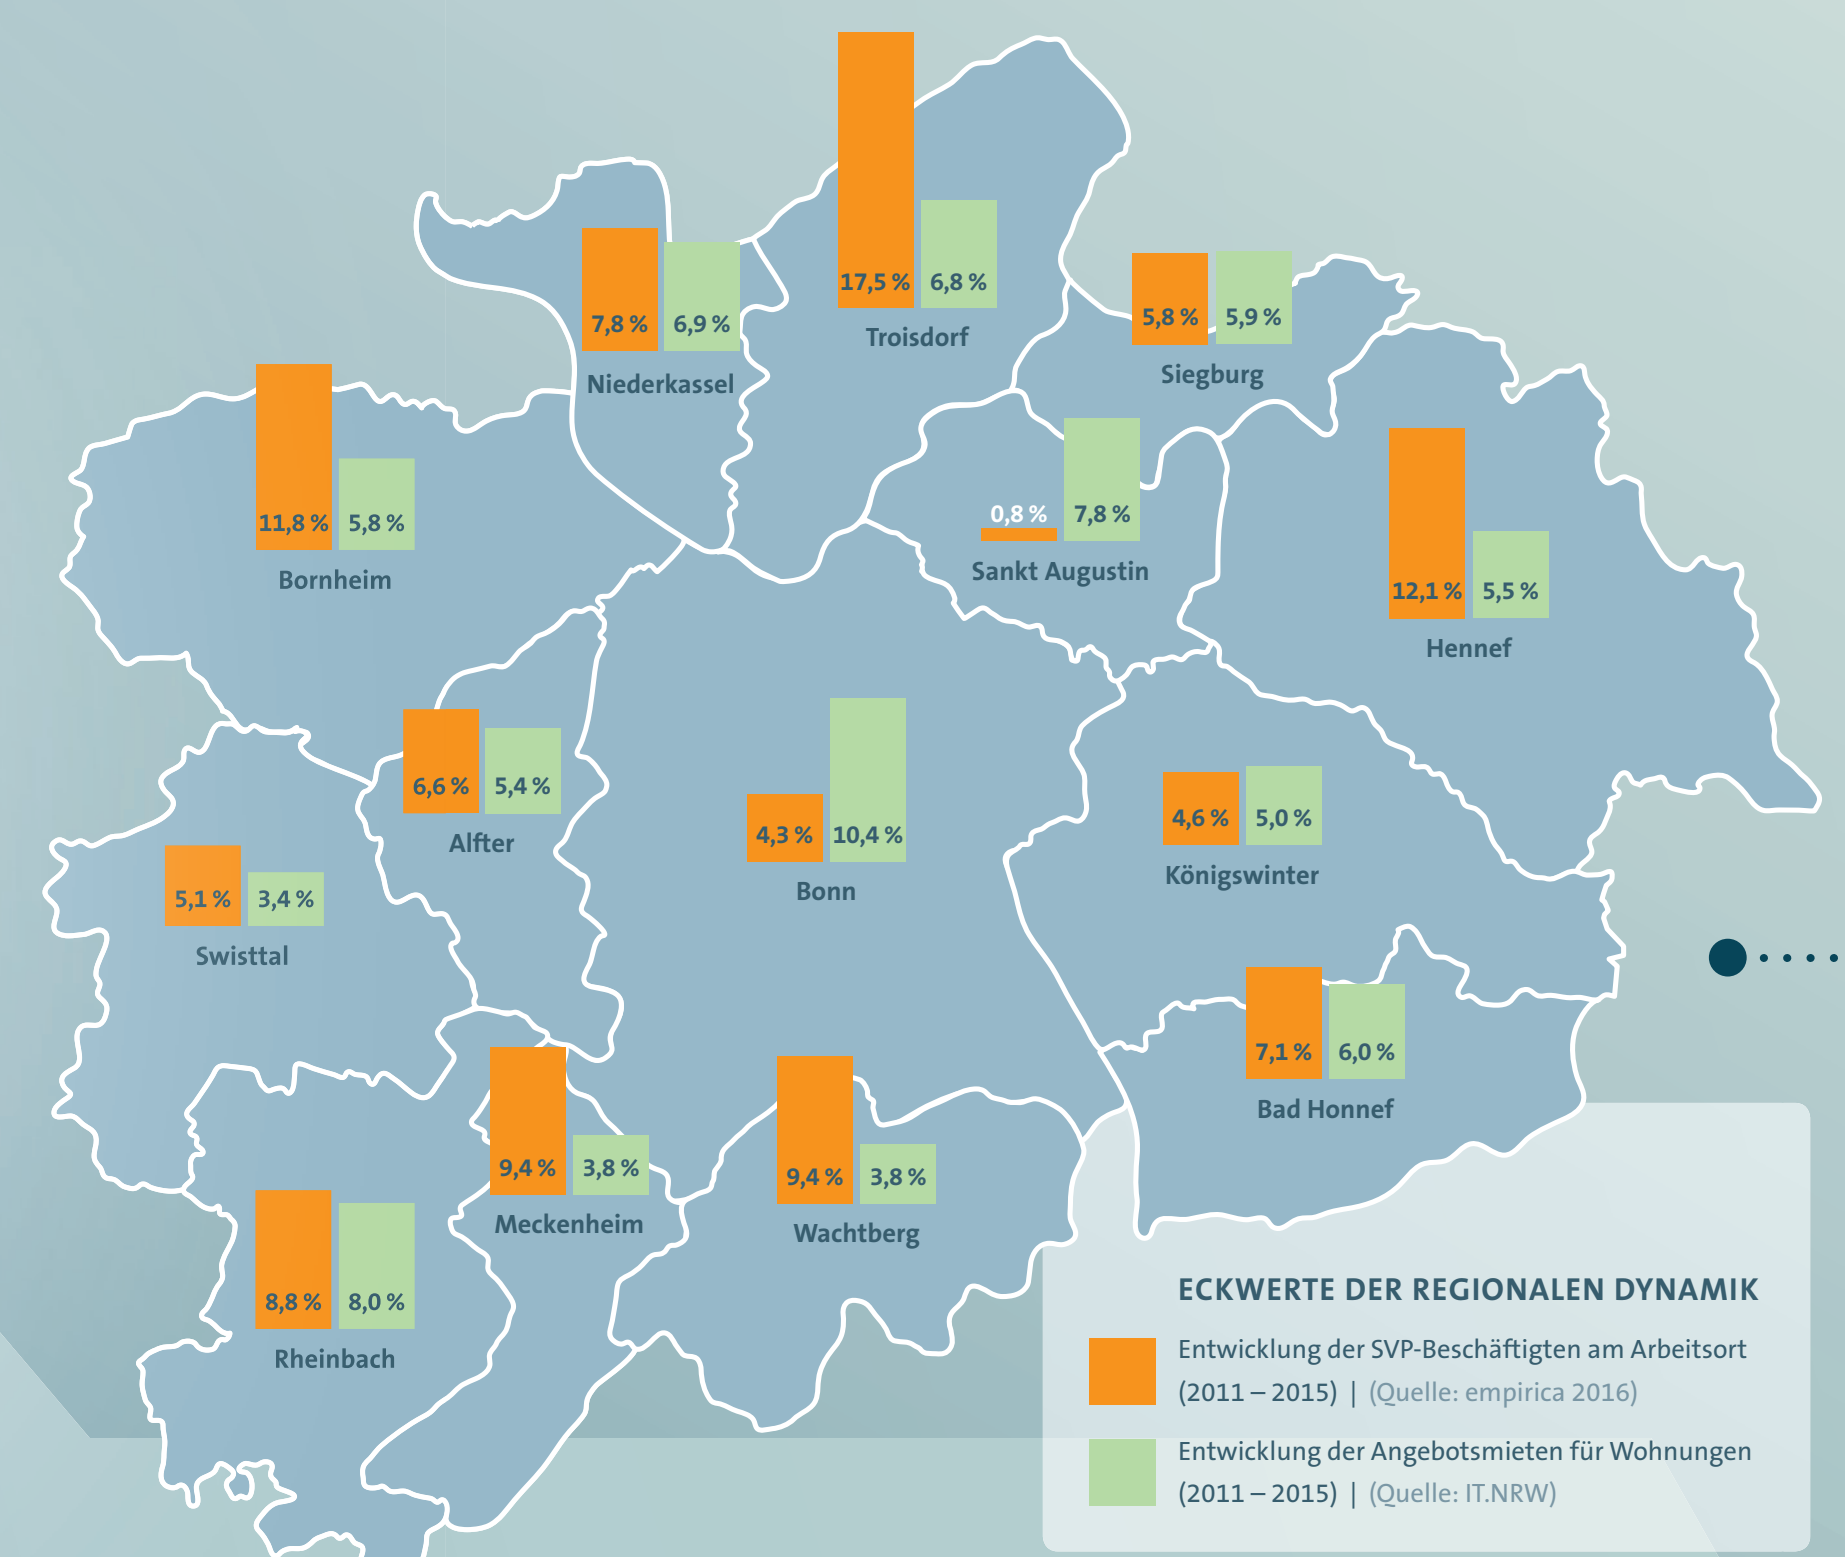 17,5 %
6,8 %
Troisdorf
7,8 %
6,9 %
Niederkassel
5,8 %
5,9 %
Siegburg
11,8 %
5,8 %
Bornheim
0,8 %
7,8 %
Sankt Augustin
12,1 %
5,5 %
Hennef
6,6 %
5,4 %
Alfter
4,3 %
10,4 %
Bonn
4,6 %
5,0 %
Königswinter
5,1 %
3,4 %
Swisttal
7,1 %
6,0 %
Bad Honnef
9,4 %
3,8 %
Meckenheim
9,4 %
3,8 %
Wachtberg
8,8 %
8,0 %
Rheinbach
ECKWERTE DER REGIONALEN DYNAMIK
Entwicklung der SVP-Beschäftigten am Arbeitsort
(2011 – 2015) | (Quelle: empirica 2016)
Entwicklung der Angebotsmieten für Wohnungen
(2011 – 2015) | (Quelle: IT.NRW)